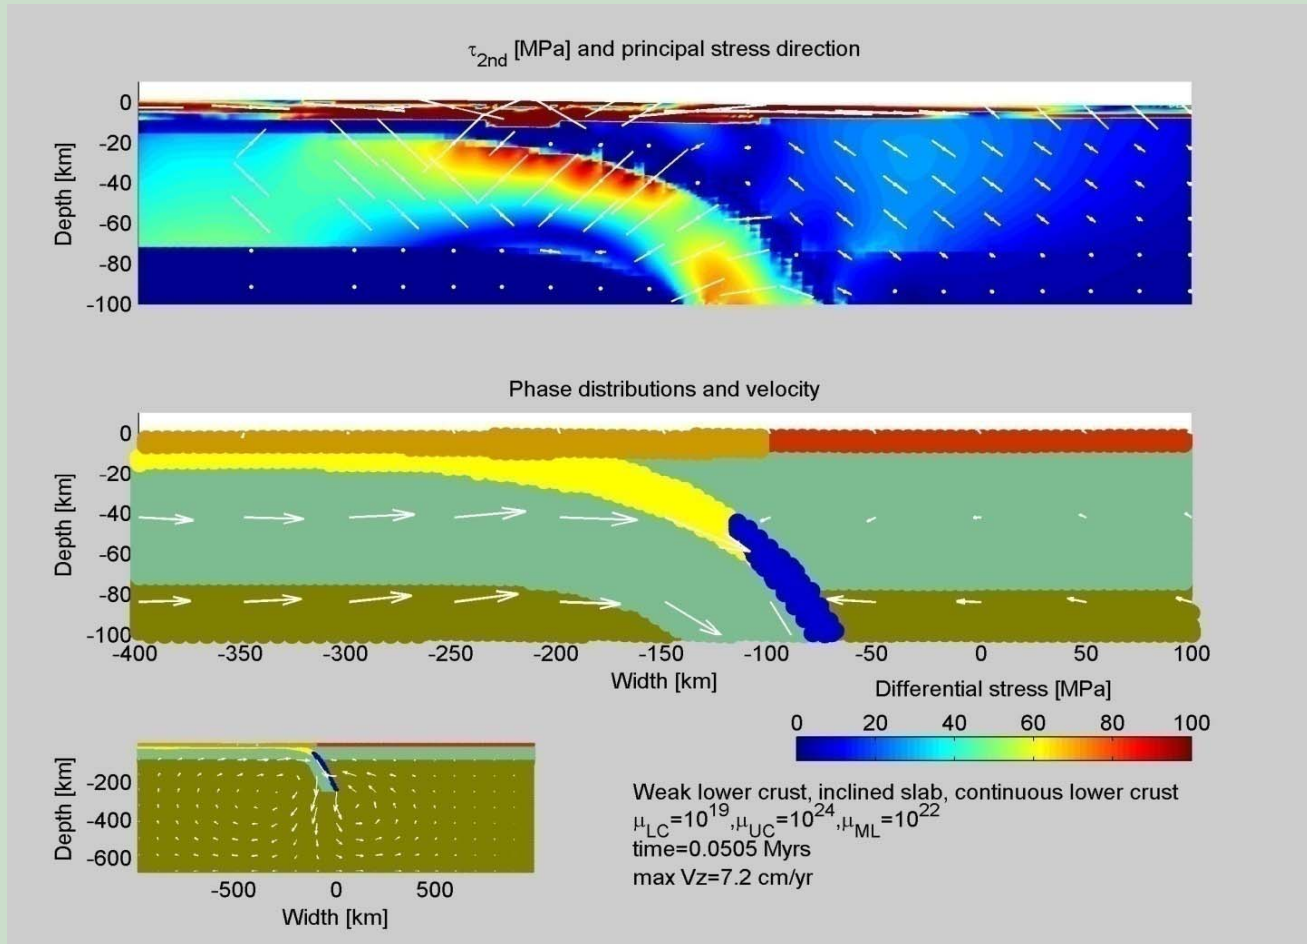 τ2nd [MPa] and principal stress direction
0
-20
-40
-60
-80
-100
Depth [km]
Phase distributions and velocity
0
-20
-40
-60
-80
-100
Depth [km]
-400 -350 -300 -250 -200 -150 -100 -50 0 50 100
Width [km]
Differential stress [MPa]
0 20 40 60 80 100
-200
-400
-600
Depth [km]
-500 0 500
Width [km]
Weak lower crust, inclined slab, continuous lower crust
μLC=10^19,μUC=10^24,μML=10^22
time=0.0505 Myrs
max Vz=7.2 cm/yr